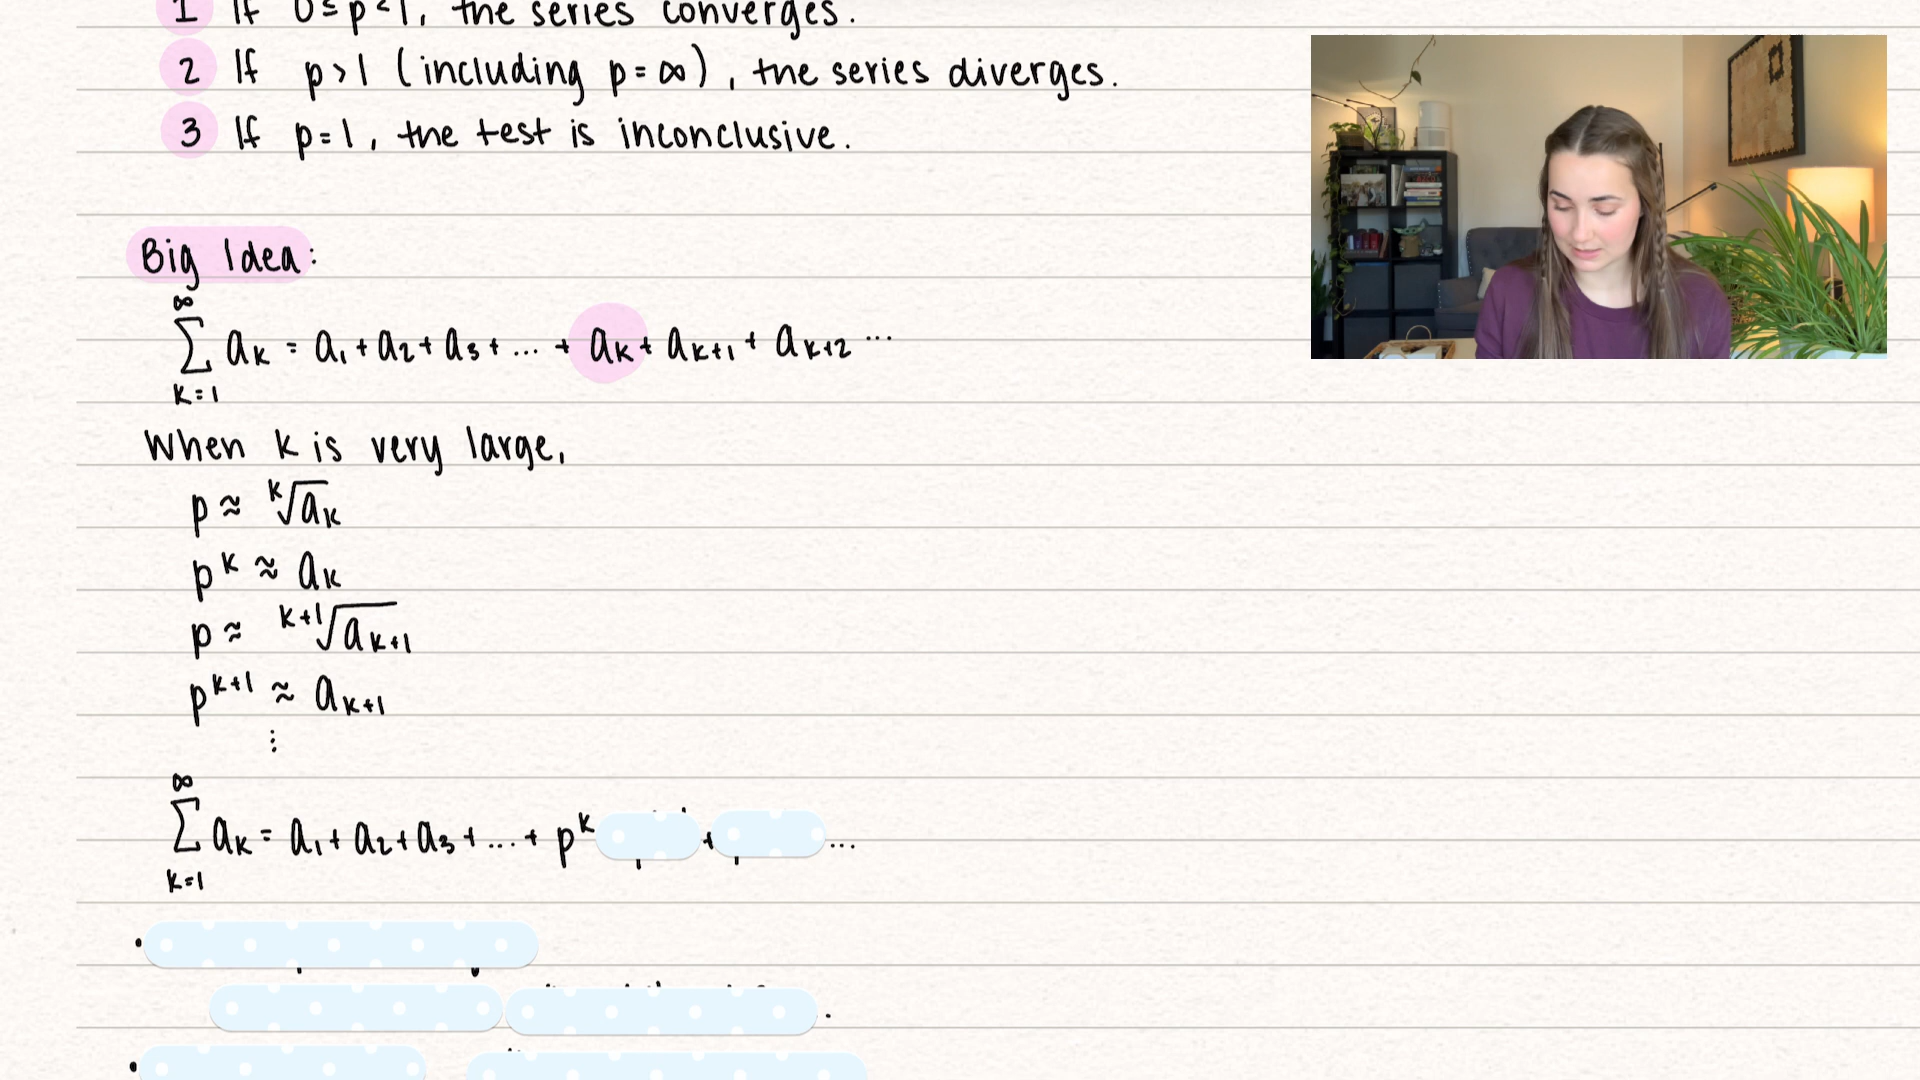 1 If 0 ≤ p < 1, the series converges.
2 If p > 1 (including p = ∞), the series diverges.
3 If p = 1, the test is inconclusive.
Big Idea:
∞
∑ aₖ = a₁ + a₂ + a₃ + ... + aₖ + aₖ₊₁ + aₖ₊₂ ...
k=1
When k is very large,
p ≈ ᵏ√aₖ
pᵏ ≈ aₖ
p ≈ ᵏ⁺¹√aₖ₊₁
pᵏ⁺¹ ≈ aₖ₊₁
⋮
∞
∑ aₖ = a₁ + a₂ + a₃ + ... + pᵏ + ...
k=1